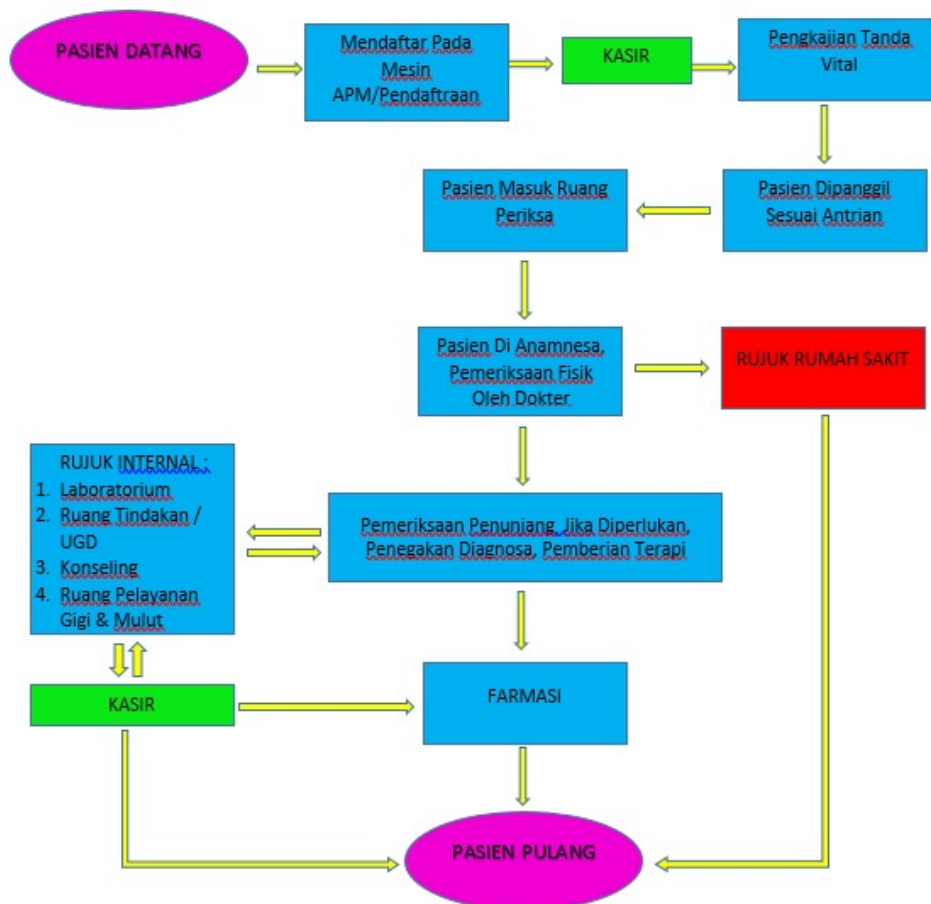 PASIEN DATANG
Mendaftar Pada
Mesin
APM/Pendaftraan
KASIR
Pengkajian Tanda
Vital
Pasien Dipanggil
Sesuai Antrian
Pasien Masuk Ruang
Periksa
Pasien Di Anamnesa,
Pemeriksaan Fisik
Oleh Dokter
RUJUK RUMAH SAKIT
RUJUK INTERNAL :
1. Laboratorium
2. Ruang Tindakan /
UGD
3. Konseling
4. Ruang Pelayanan
Gigi & Mulut
Pemeriksaan Penunjang Jika Diperlukan,
Penegakan Diagnosa, Pemberian Terapi
KASIR
FARMASI
PASIEN PULANG